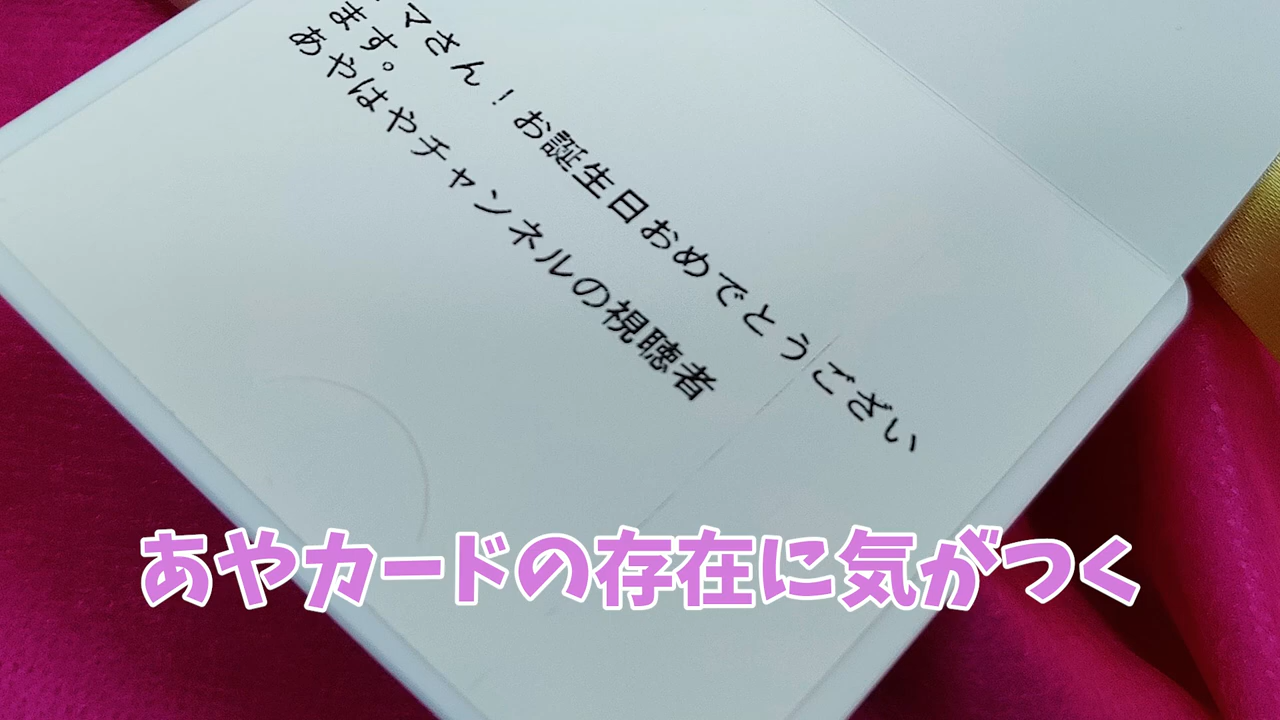 マさん!お誕生日おめでとうござい
ます。
あやはやチャンネルの視聴者
あやカードの存在に気がつく